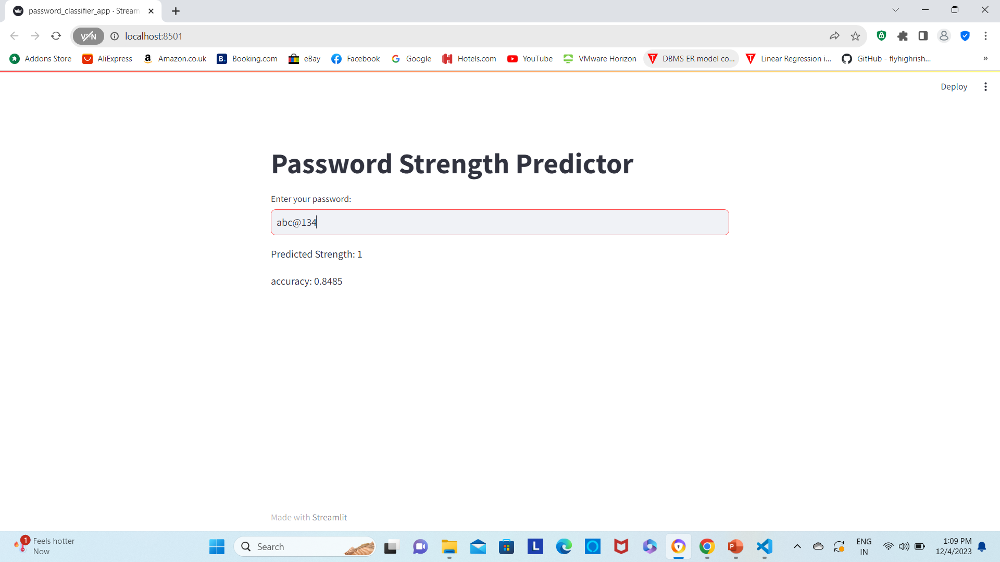 password_classifier_app · Stream
VPN
localhost:8501
Addons Store
AliExpress
Amazon.co.uk
B. Booking.com
eBay
Facebook
Google
Hotels.com
YouTube
VMware Horizon
DBMS ER model co...
Linear Regression i...
GitHub - flyhighrish...
»
Deploy
Password Strength Predictor
Enter your password:
abc@134
Predicted Strength: 1
accuracy: 0.8485
Made with Streamlit
1
Feels hotter
Now
Search
L
P
ENG
IN
1:09 PM
12/4/2023